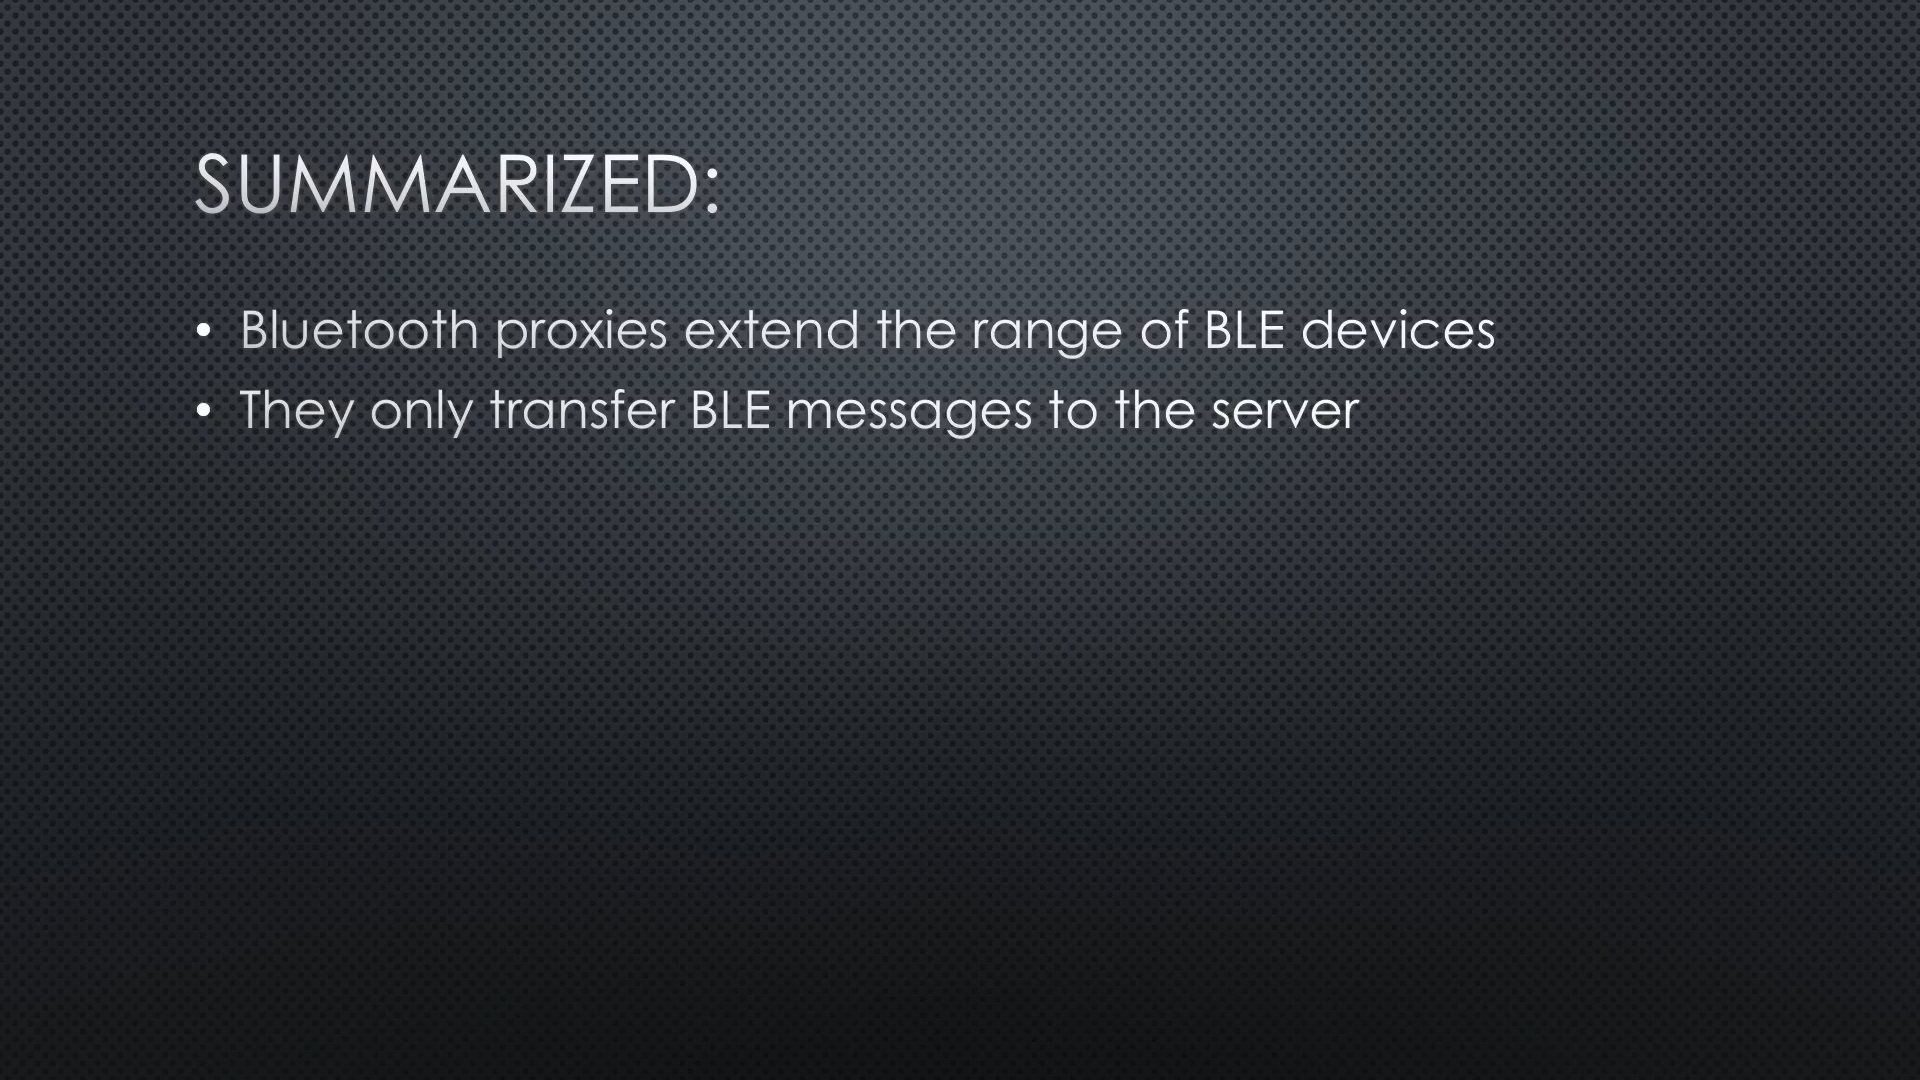 SUMMARIZED:
• Bluetooth proxies extend the range of BLE devices
• They only transfer BLE messages to the server